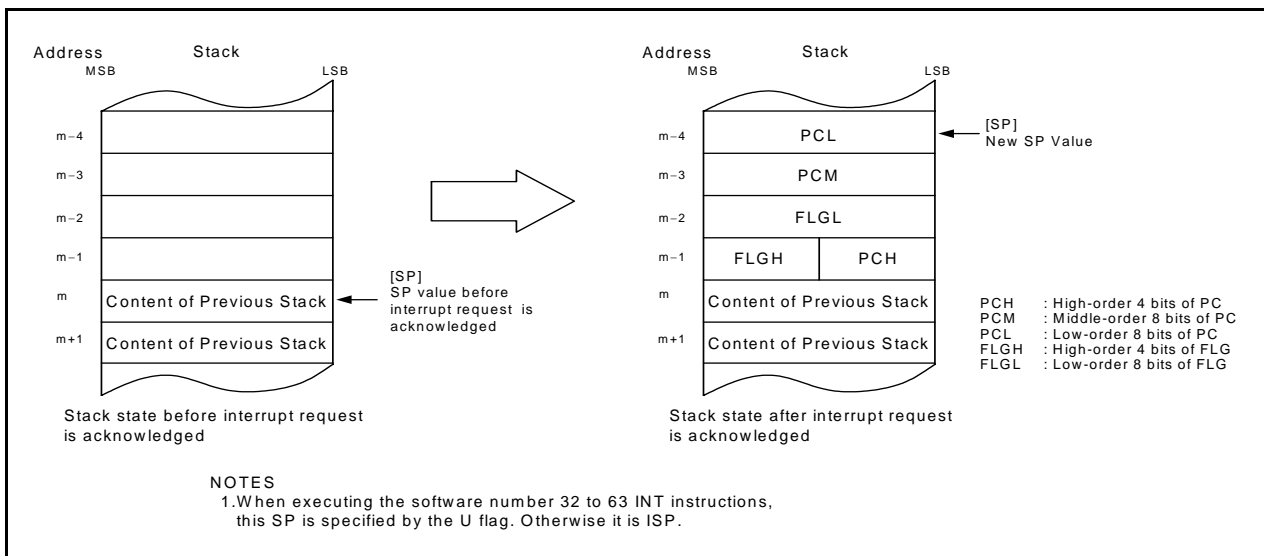 Address Stack
MSB LSB
m−4
m−3
m−2
m−1
m Content of Previous Stack
m+1 Content of Previous Stack
[SP]
SP value before
interrupt request is
acknowledged
Stack state before interrupt request
is acknowledged
Address Stack
MSB LSB
m−4 PCL
m−3 PCM
m−2 FLGL
m−1 FLGH PCH
m Content of Previous Stack
m+1 Content of Previous Stack
[SP]
New SP Value
Stack state after interrupt request
is acknowledged
PCH : High-order 4 bits of PC
PCM : Middle-order 8 bits of PC
PCL : Low-order 8 bits of PC
FLGH : High-order 4 bits of FLG
FLGL : Low-order 8 bits of FLG
NOTES
1.When executing the software number 32 to 63 INT instructions,
this SP is specified by the U flag. Otherwise it is ISP.